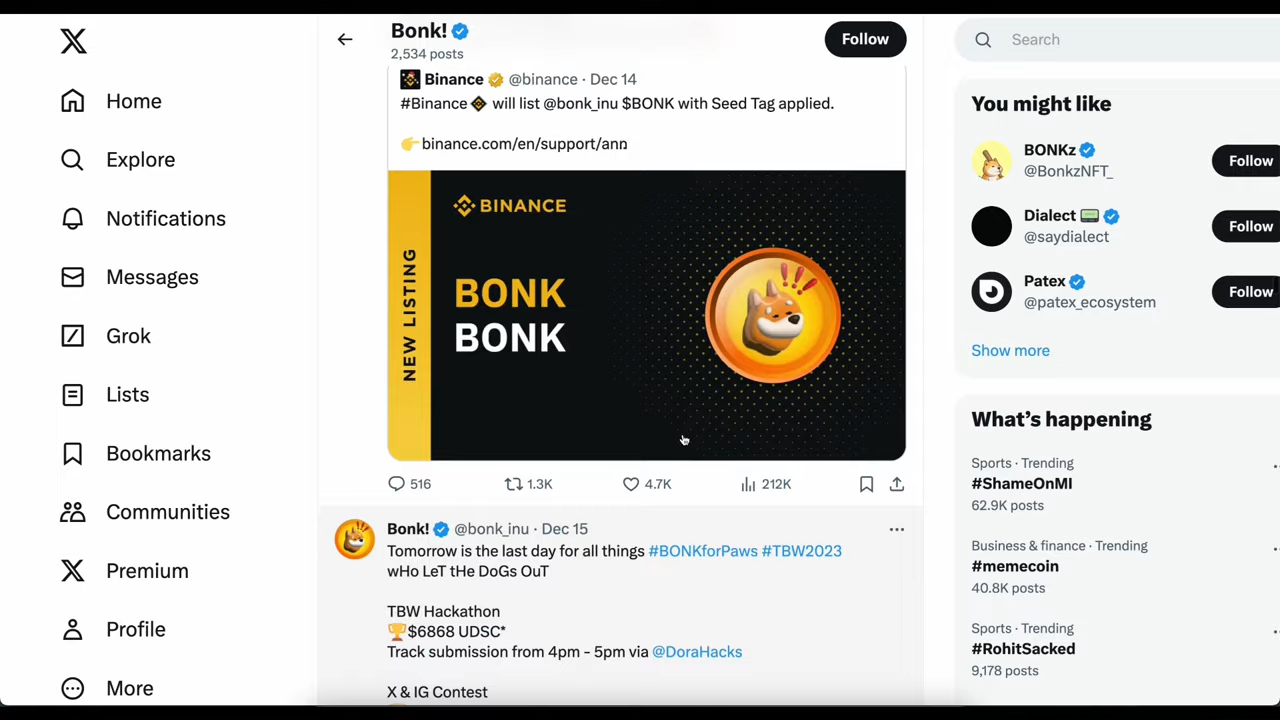 Home
Explore
Notifications
Messages
Grok
Lists
Bookmarks
Communities
Premium
Profile
More
Bonk!
2,534 posts
Follow
Binance @binance · Dec 14
#Binance will list @bonk_inu $BONK with Seed Tag applied.
binance.com/en/support/ann
BINANCE
NEW LISTING
BONK
BONK
516 1.3K 4.7K 212K
Bonk! @bonk_inu · Dec 15
Tomorrow is the last day for all things #BONKforPaws #TBW2023
wHo LeT tHe DoGs OuT
TBW Hackathon
🏆$6868 UDSC*
Track submission from 4pm - 5pm via @DoraHacks
X & IG Contest
Search
You might like
BONKz
@BonkzNFT_
Follow
Dialect
@saydialect
Follow
Patex
@patex_ecosystem
Follow
Show more
What's happening
Sports · Trending
#ShameOnMI
62.9K posts
Business & finance · Trending
#memecoin
40.8K posts
Sports · Trending
#RohitSacked
9,178 posts